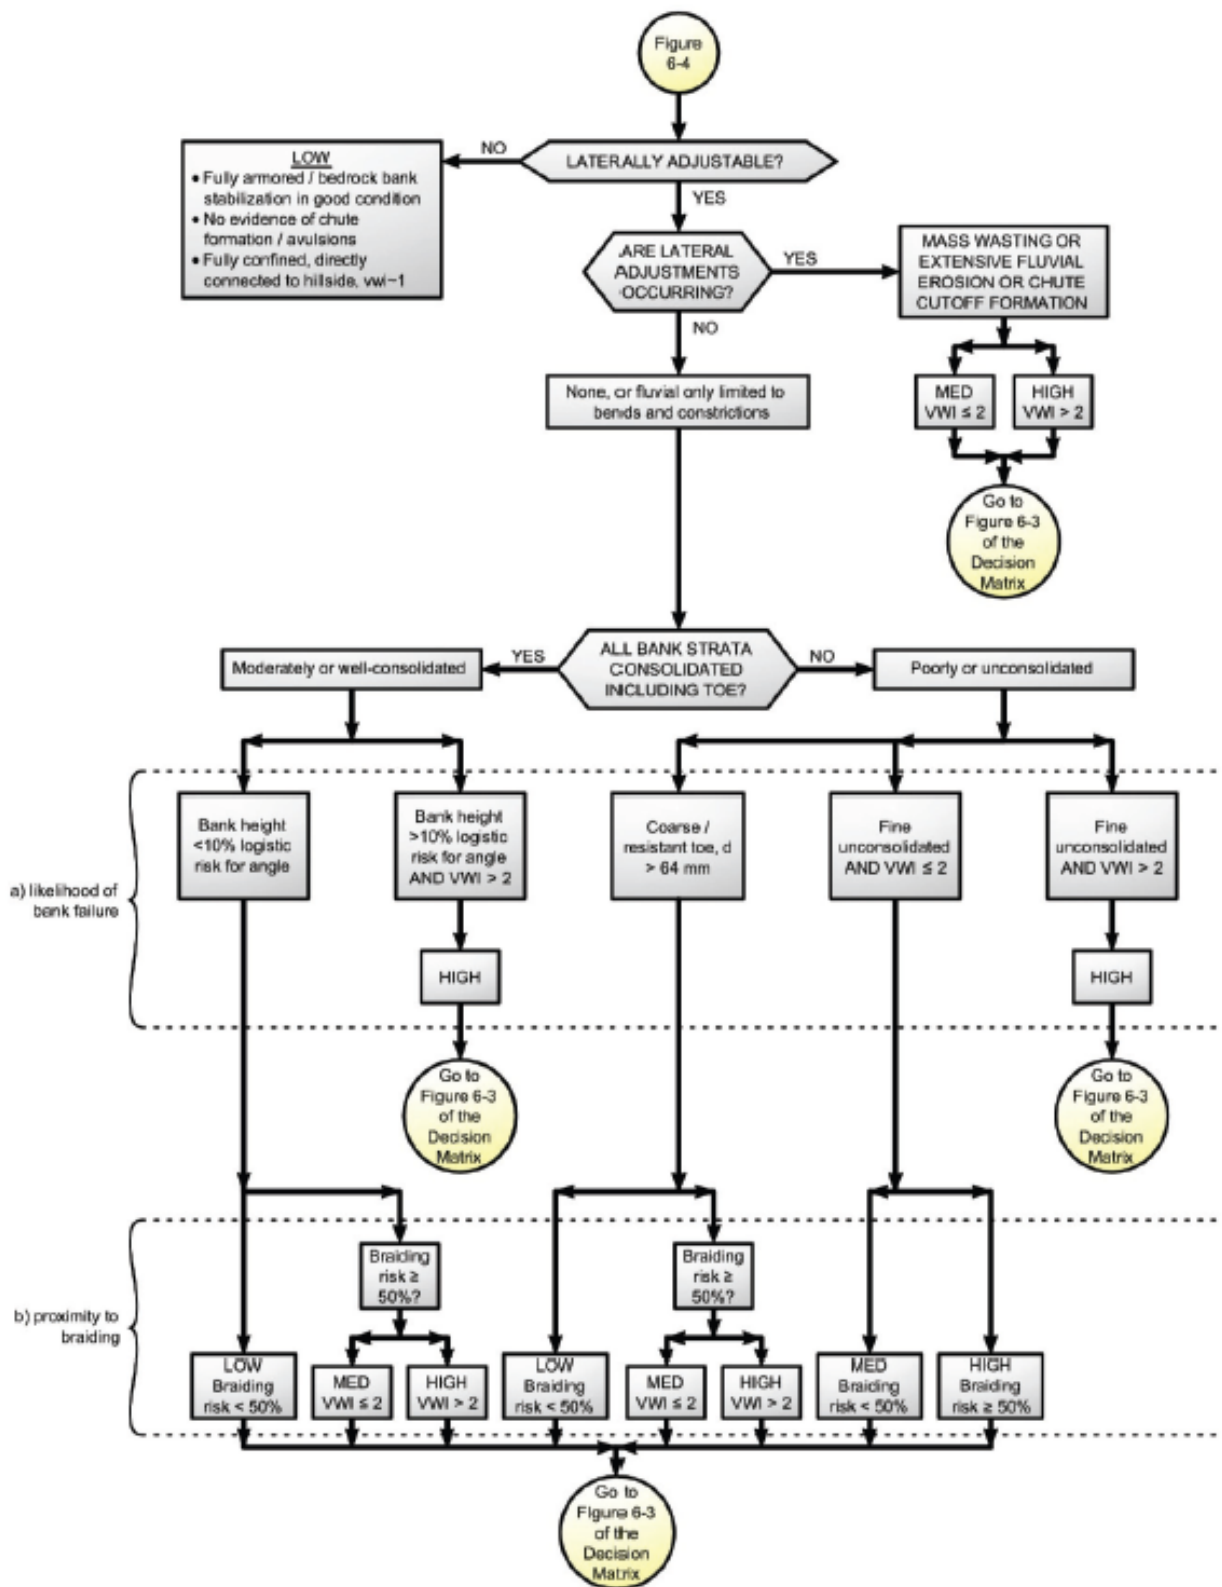 Figure
6-4
LATERALLY ADJUSTABLE?
NO
YES
LOW
• Fully armored / bedrock bank
stabilization in good condition
• No evidence of chute
formation / avulsions
• Fully confined, directly
connected to hillside, vwi~1
ARE LATERAL
ADJUSTMENTS
OCCURRING?
YES
NO
MASS WASTING OR
EXTENSIVE FLUVIAL
EROSION OR CHUTE
CUTOFF FORMATION
MED
VWI ≤ 2
HIGH
VWI > 2
Go to
Figure 6-3
of the
Decision
Matrix
None, or fluvial only limited to
bends and constrictions
ALL BANK STRATA
CONSOLIDATED
INCLUDING TOE?
YES
NO
Moderately or well-consolidated
Poorly or unconsolidated
a) likelihood of
bank failure
Bank height
<10% logistic
risk for angle
Bank height
>10% logistic
risk for angle
AND VWI > 2
Coarse /
resistant toe, d
> 64 mm
Fine
unconsolidated
AND VWI ≤ 2
Fine
unconsolidated
AND VWI > 2
HIGH
HIGH
Go to
Figure 6-3
of the
Decision
Matrix
Go to
Figure 6-3
of the
Decision
Matrix
b) proximity to
braiding
Braiding
risk ≥
50%?
Braiding
risk ≥
50%?
LOW
Braiding
risk < 50%
MED
VWI ≤ 2
HIGH
VWI > 2
LOW
Braiding
risk < 50%
MED
VWI ≤ 2
HIGH
VWI > 2
MED
Braiding
risk < 50%
HIGH
Braiding
risk ≥ 50%
Go to
Figure 6-3
of the
Decision
Matrix